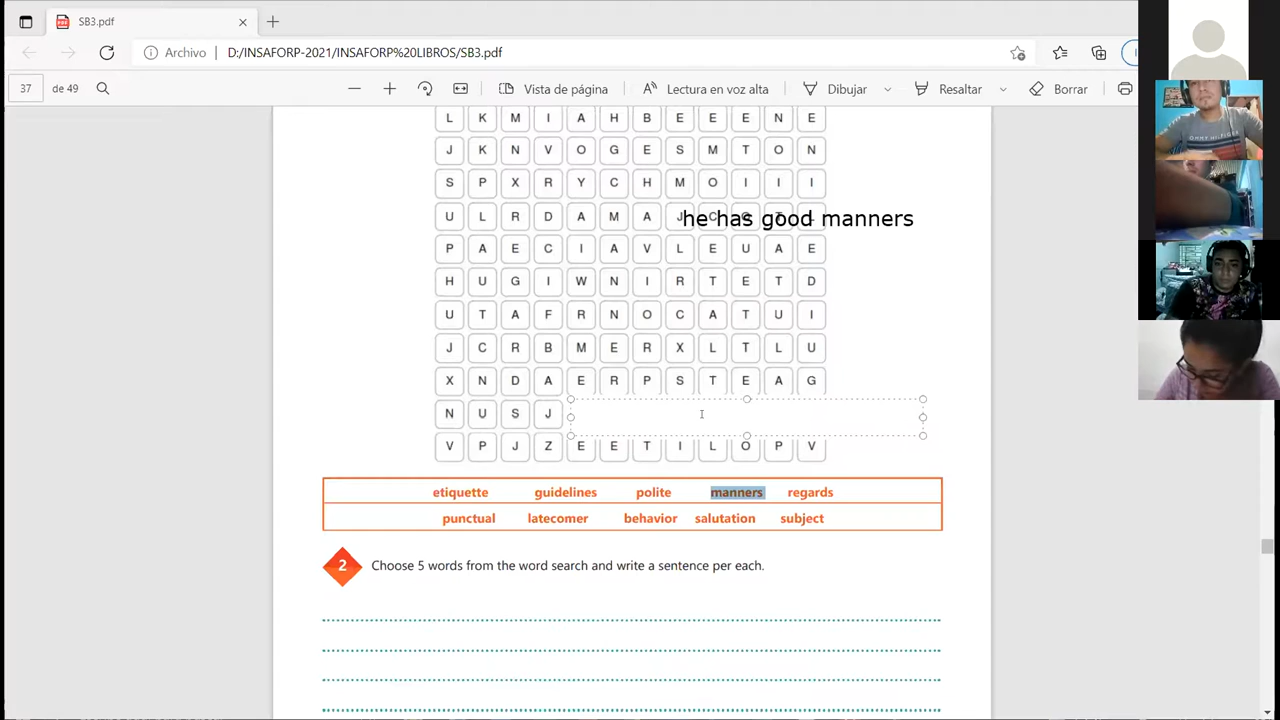 SB3.pdf
Archivo D:/INSAFORP-2021/INSAFORP%20LIBROS/SB3.pdf
37 de 49 Vista de página Lectura en voz alta Dibujar Resaltar Borrar
L K M I A H B E E E N E
J K N V O G E S M T O N
S P X R Y C H M O I I I
U L R D A M A J C O T L
he has good manners
P A E C I A V L E U A E
H U G I W N I R T E T D
U T A F R N O C A T U I
J C R B M E R X L T L U
X N D A E R P S T E A G
N U S J
V P J Z E E T I L O P V
etiquette guidelines polite manners regards
punctual latecomer behavior salutation subject
2 Choose 5 words from the word search and write a sentence per each.